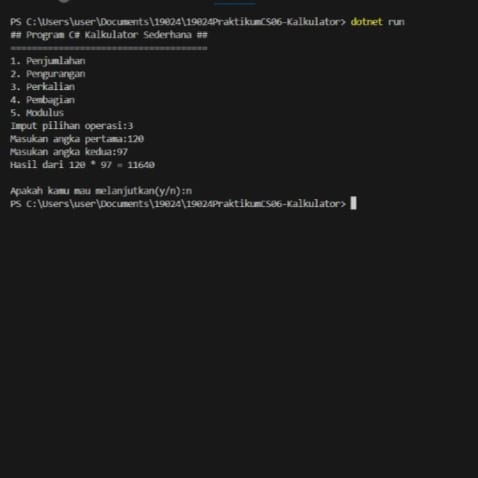 PS C:\Users\user\Documents\19024\19024PraktikumCS06-Kalkulator> dotnet run
## Program C# Kalkulator Sederhana ##
=====================================
1. Penjumlahan
2. Pengurangan
3. Perkalian
4. Pembagian
5. Modulus
Imput pilihan operasi:3
Masukan angka pertama:120
Masukan angka kedua:97
Hasil dari 120 * 97 = 11640
Apakah kamu mau melanjutkan(y/n):n
PS C:\Users\user\Documents\19024\19024PraktikumCS06-Kalkulator>